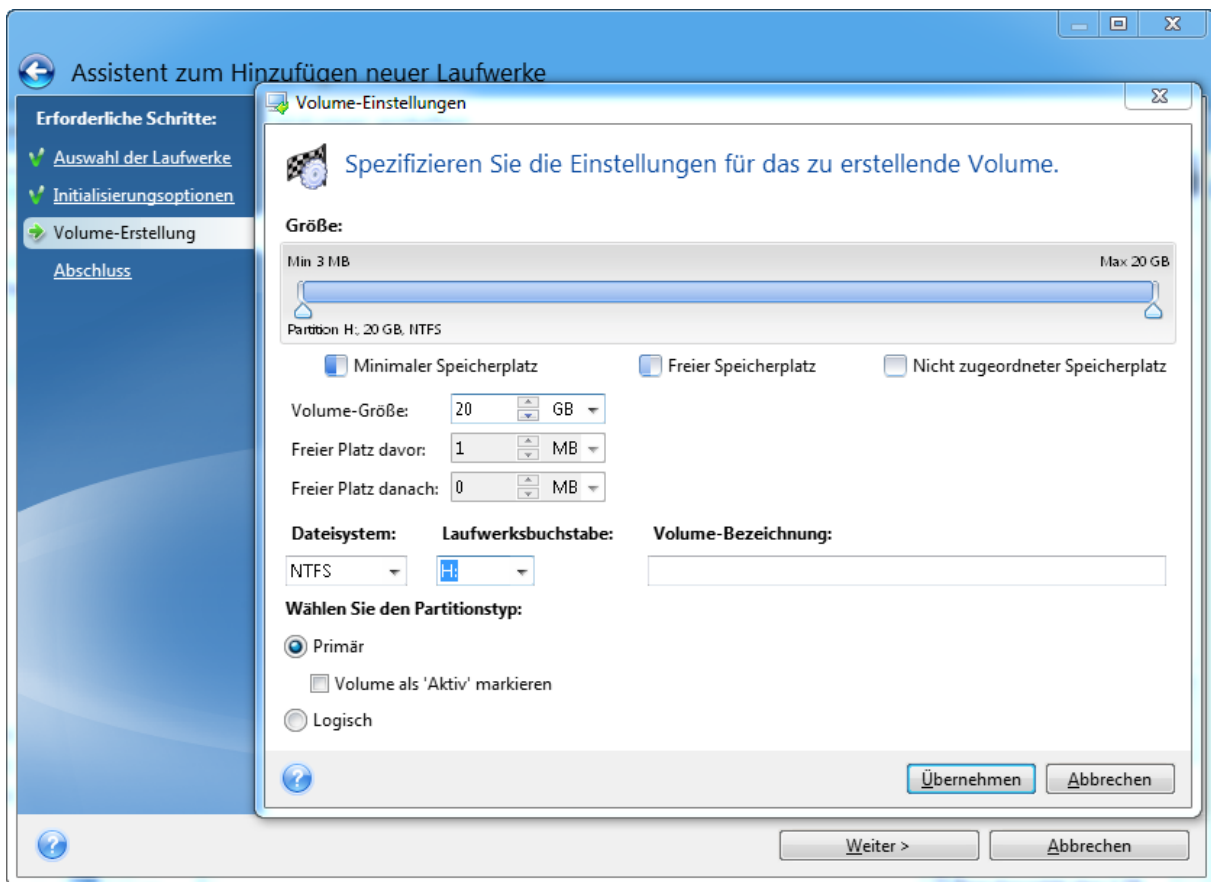 Assistent zum Hinzufügen neuer Laufwerke
Erforderliche Schritte:
Auswahl der Laufwerke
Initialisierungsoptionen
Volume-Erstellung
Abschluss
Volume-Einstellungen
Spezifizieren Sie die Einstellungen für das zu erstellende Volume.
Größe:
Min 3 MB Max 20 GB
Partition H:, 20 GB, NTFS
Minimaler Speicherplatz Freier Speicherplatz Nicht zugeordneter Speicherplatz
Volume-Größe: 20 GB
Freier Platz davor: 1 MB
Freier Platz danach: 0 MB
Dateisystem: Laufwerksbuchstabe: Volume-Bezeichnung:
NTFS H:
Wählen Sie den Partitionstyp:
Primär
Volume als 'Aktiv' markieren
Logisch
Übernehmen Abbrechen
Weiter > Abbrechen